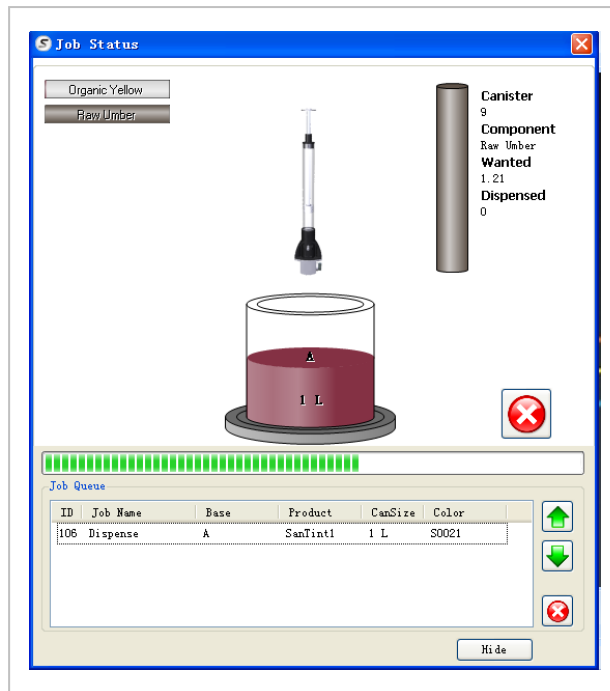 Job Status
Organic Yellow
Raw Umber
Canister
9
Component
Raw Umber
Wanted
1.21
Dispensed
0
A
1 L
Job Queue
ID Job Name Base Product CanSize Color
106 Dispense A SanTint1 1 L S0021
Hide